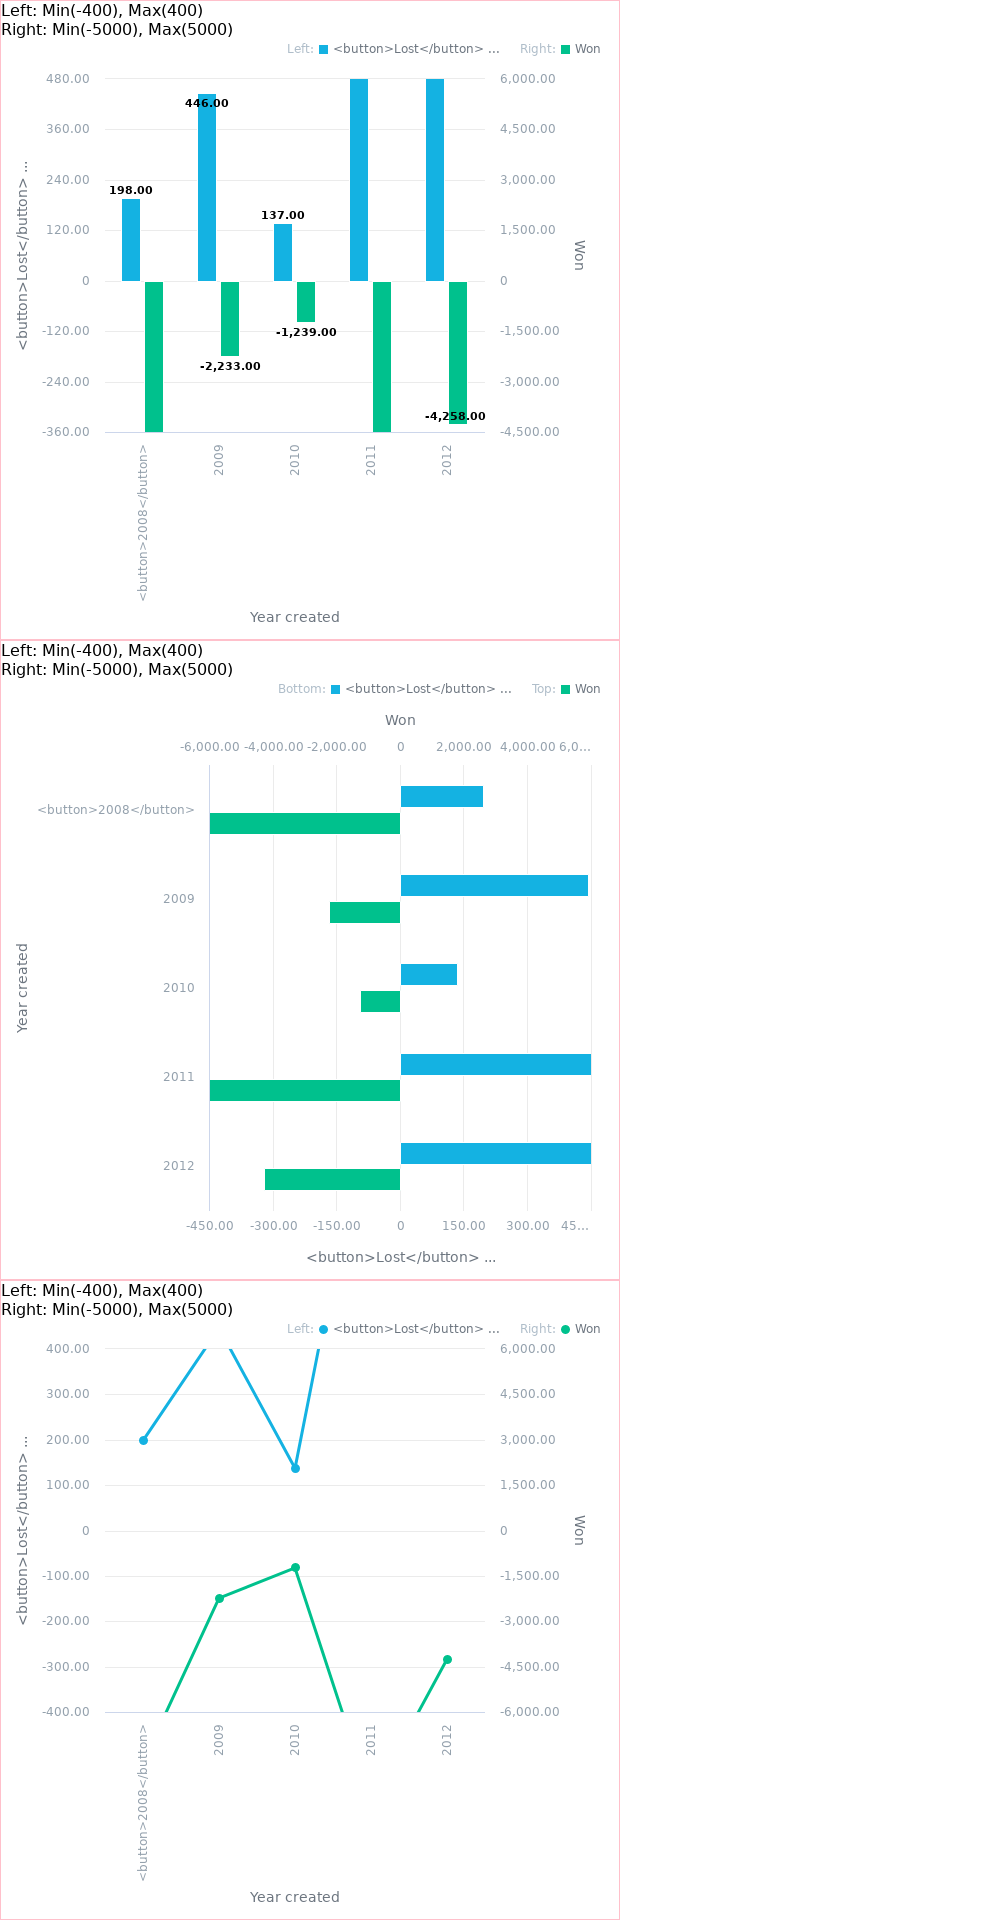 Left: Min(-400), Max(400)
Right: Min(-5000), Max(5000)
Left: <button>Lost</button> ... Right: Won
480.00 6,000.00
446.00
360.00 4,500.00
240.00 3,000.00
198.00
137.00
120.00 1,500.00
<button>Lost</button> ...
Won
0 0
-120.00 -1,500.00
-1,239.00
-2,233.00
-240.00 -3,000.00
-4,258.00
-360.00 -4,500.00
<button>2008</button> 2009 2010 2011 2012
Year created
Left: Min(-400), Max(400)
Right: Min(-5000), Max(5000)
Bottom: <button>Lost</button> ... Top: Won
Won
-6,000.00 -4,000.00 -2,000.00 0 2,000.00 4,000.00 6,0...
<button>2008</button>
2009
Year created
2010
2011
2012
-450.00 -300.00 -150.00 0 150.00 300.00 45...
<button>Lost</button> ...
Left: Min(-400), Max(400)
Right: Min(-5000), Max(5000)
Left: <button>Lost</button> ... Right: Won
400.00 6,000.00
300.00 4,500.00
200.00 3,000.00
100.00 1,500.00
<button>Lost</button> ...
Won
0 0
-100.00 -1,500.00
-200.00 -3,000.00
-300.00 -4,500.00
-400.00 -6,000.00
<button>2008</button> 2009 2010 2011 2012
Year created